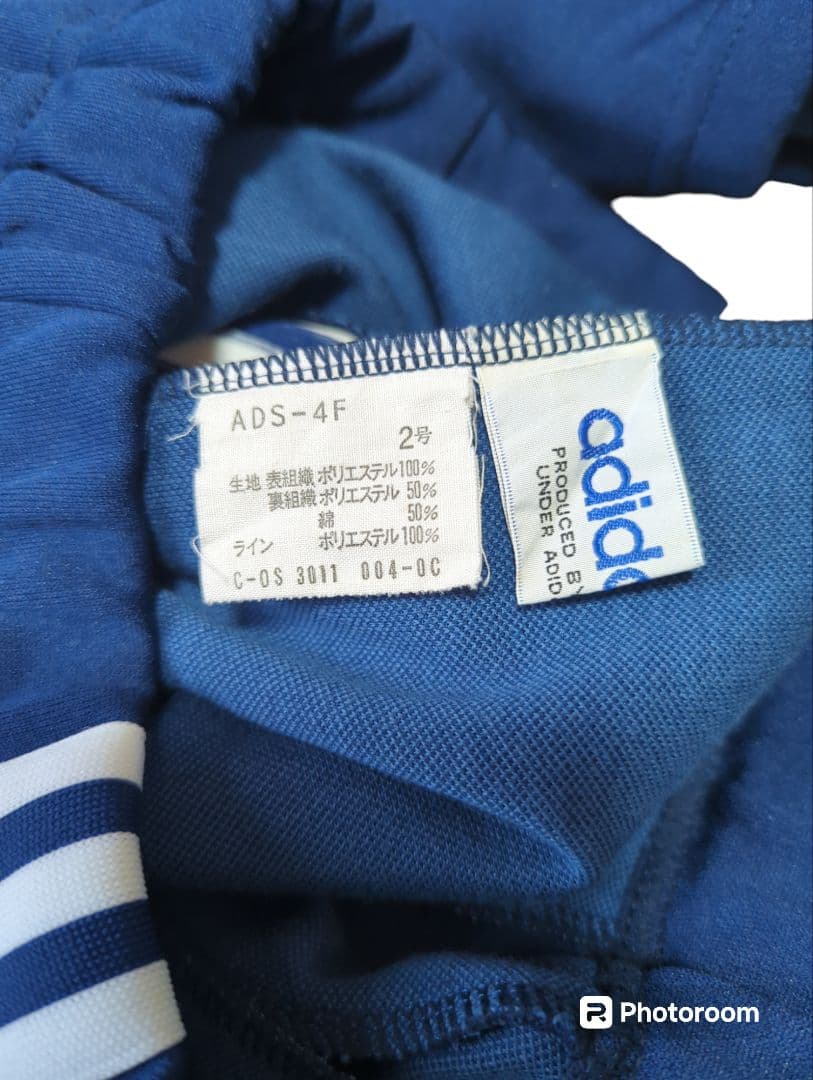 ADS-4F
2号
生地 表組織 ポリエステル100%
裏組織 ポリエステル 50%
綿 50%
ライン ポリエステル100%
C-OS 3011 004-0C
adida
PRODUCED BY
UNDER ADID
Photoroom